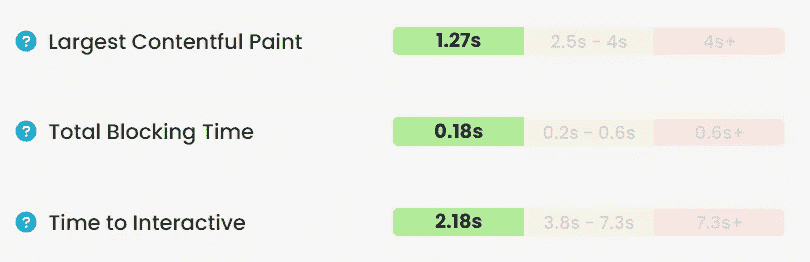 ? Largest Contentful Paint 1.27s 2.5s - 4s 4s+
? Total Blocking Time 0.18s 0.2s - 0.6s 0.6s+
? Time to Interactive 2.18s 3.8s - 7.3s 7.3s+